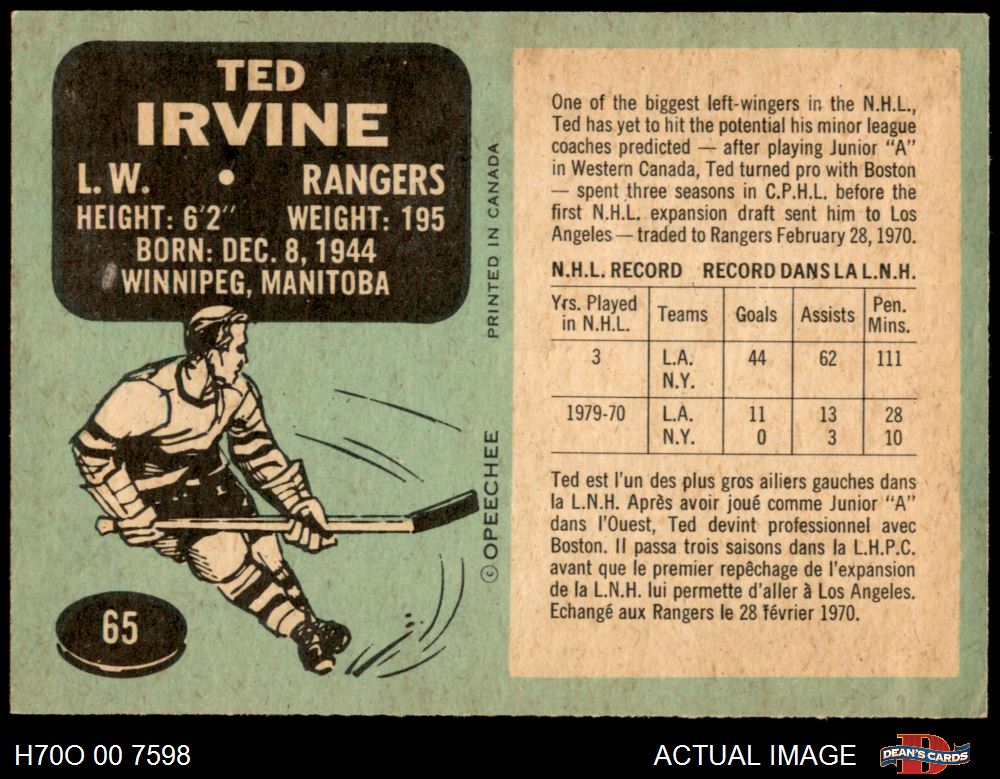 TED
IRVINE
L. W. • RANGERS
HEIGHT: 6'2" WEIGHT: 195
BORN: DEC. 8, 1944
WINNIPEG, MANITOBA
65
© OPEECHEE PRINTED IN CANADA
One of the biggest left-wingers in the N.H.L.,
Ted has yet to hit the potential his minor league
coaches predicted — after playing Junior "A"
in Western Canada, Ted turned pro with Boston
— spent three seasons in C.P.H.L. before the
first N.H.L. expansion draft sent him to Los
Angeles — traded to Rangers February 28, 1970.
N.H.L. RECORD RECORD DANS LA L.N.H.
Yrs. Played Teams Goals Assists Pen.
in N.H.L. Mins.
3 L.A. 44 62 111
N.Y.
1979-70 L.A. 11 13 28
N.Y. 0 3 10
Ted est l'un des plus gros ailiers gauches dans
la L.N.H. Après avoir joué comme Junior "A"
dans l'Ouest, Ted devint professionnel avec
Boston. Il passa trois saisons dans la L.H.P.C.
avant que le premier repêchage de l'expansion
de la L.N.H. lui permette d'aller à Los Angeles.
Echangé aux Rangers le 28 février 1970.
H70O 00 7598 ACTUAL IMAGE DEAN'S CARDS